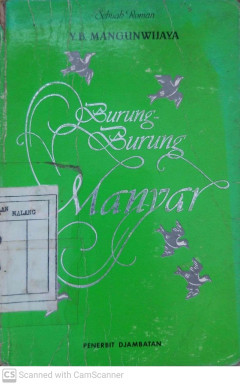 Sebuah Roman
Y.B. MANGUNWIJAYA
Burung-
Burung
Manyar
MALANG
PENERBIT DJAMBATAN
CS Scanned with CamScanner